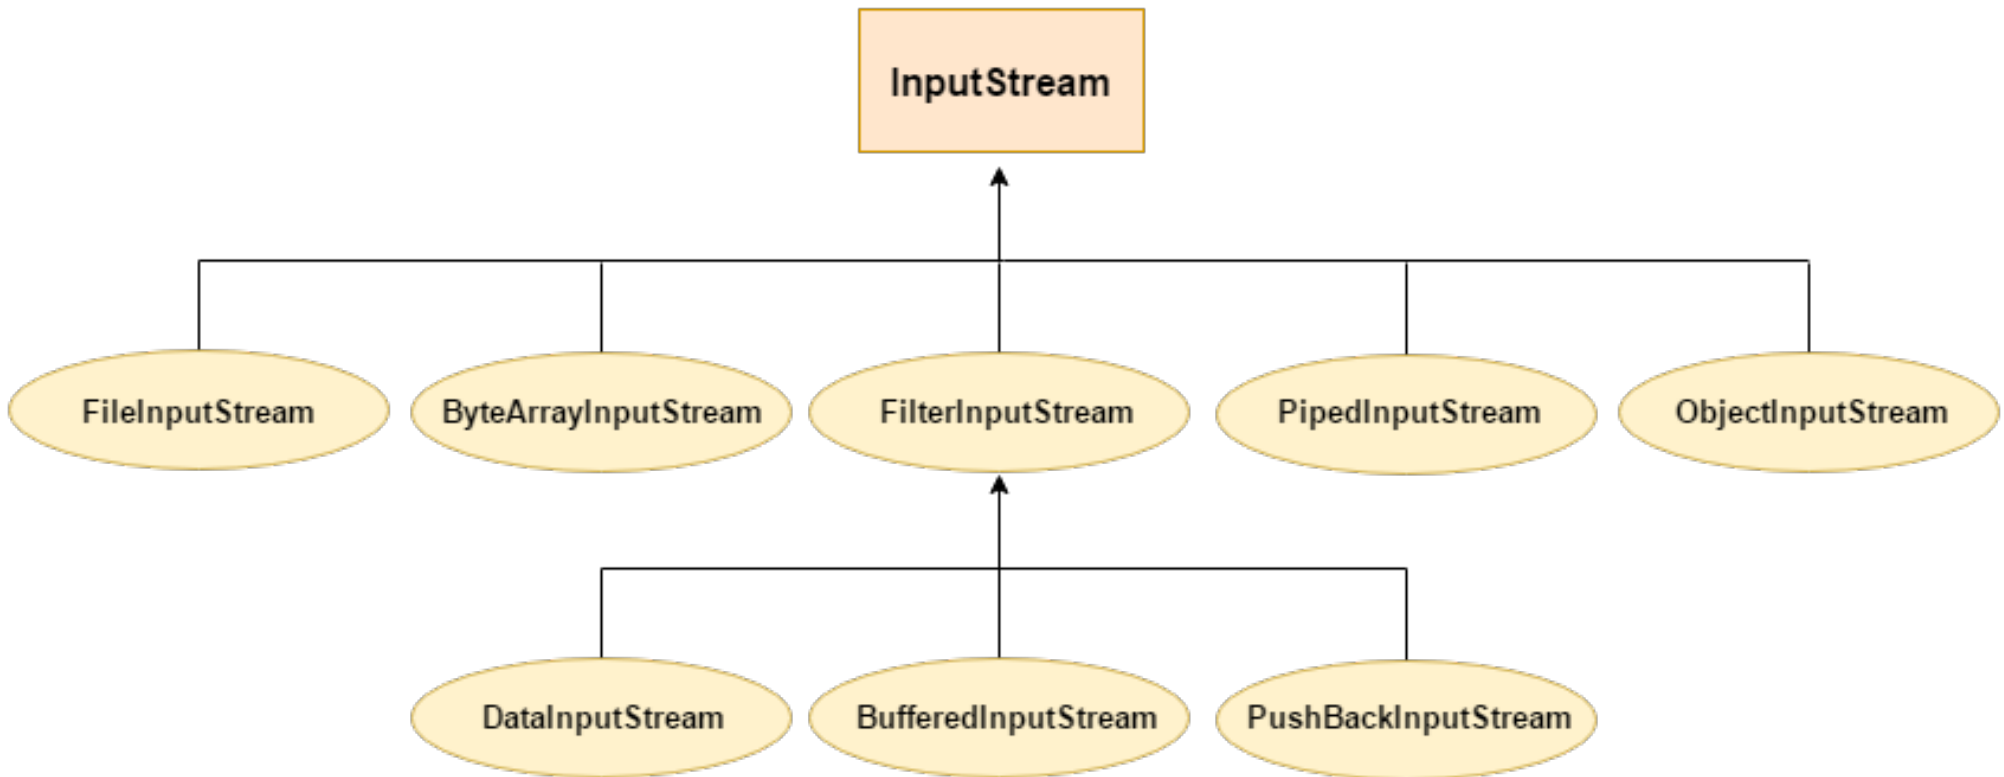 InputStream
FileInputStream
ByteArrayInputStream
FilterInputStream
PipedInputStream
ObjectInputStream
DataInputStream
BufferedInputStream
PushBackInputStream